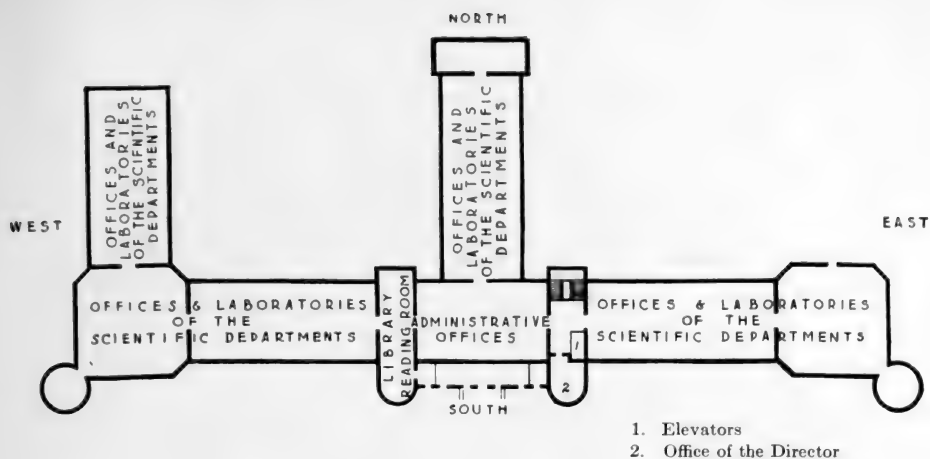 NORTH
OFFICES AND
LABORATORIES
OF THE SCIENTIFIC
DEPARTMENTS
OFFICES AND
LABORATORIES
OF THE SCIENTIFIC
DEPARTMENTS
WEST
EAST
OFFICES & LABORATORIES
OF THE
SCIENTIFIC DEPARTMENTS
LIBRARY
READING ROOM
ADMINISTRATIVE
OFFICES
OFFICES & LABORATORIES
OF THE
SCIENTIFIC DEPARTMENTS
1
2
SOUTH
1. Elevators
2. Office of the Director